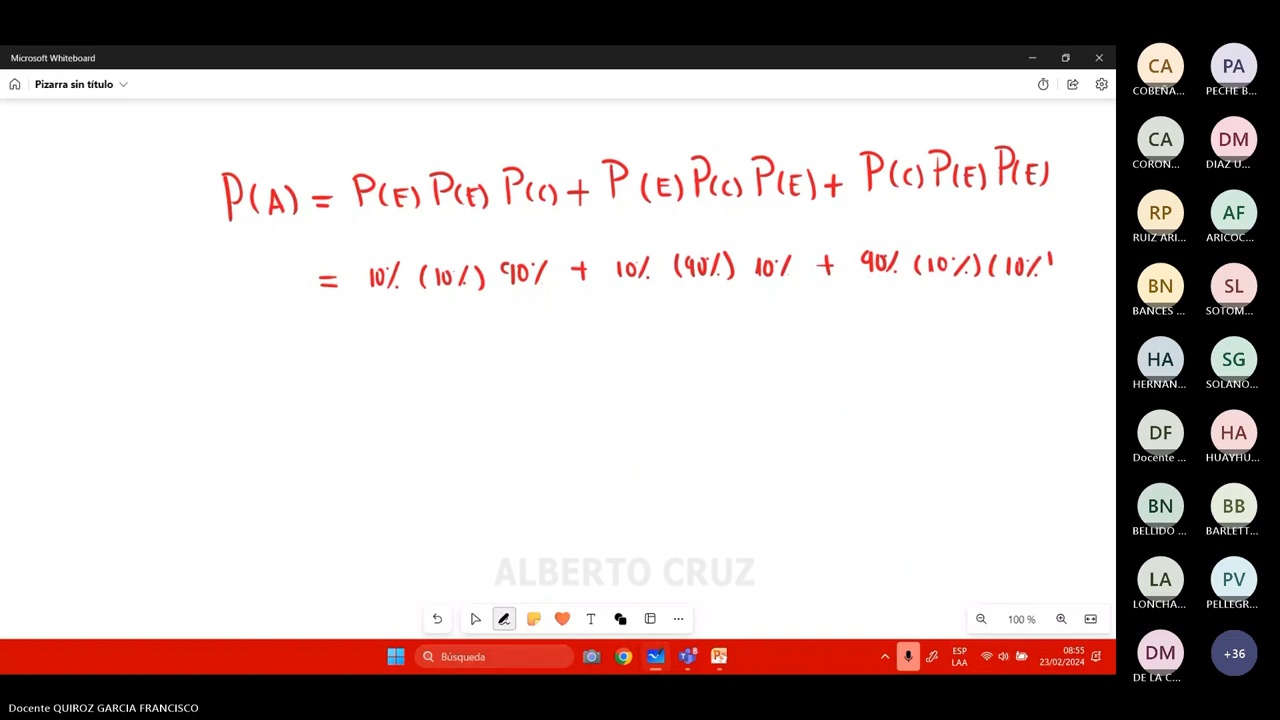 Microsoft Whiteboard
Pizarra sin título
P(A) = P(E) P(E) P(C) + P(E) P(C) P(E) + P(C) P(E) P(E)
= 10% (10%) 90% + 10% (90%) 10% + 90% (10%) (10%)
ALBERTO CRUZ
100 %
Búsqueda
8
ESP
LAA
08:55
23/02/2024
CA
COBEÑA...
PA
PECHE B...
CA
CORON...
DM
DIAZ U...
RP
RUIZ ARI...
AF
ARICOC...
BN
BANCES ...
SL
SOTOM...
HA
HERNÁN...
SG
SOLANO...
DF
Docente ...
HA
HUAYHU...
BN
BELLIDO ...
BB
BARLETT...
LA
LONCHA...
PV
PELLEGR...
DM
DE LA C...
+36
Docente QUIROZ GARCIA FRANCISCO